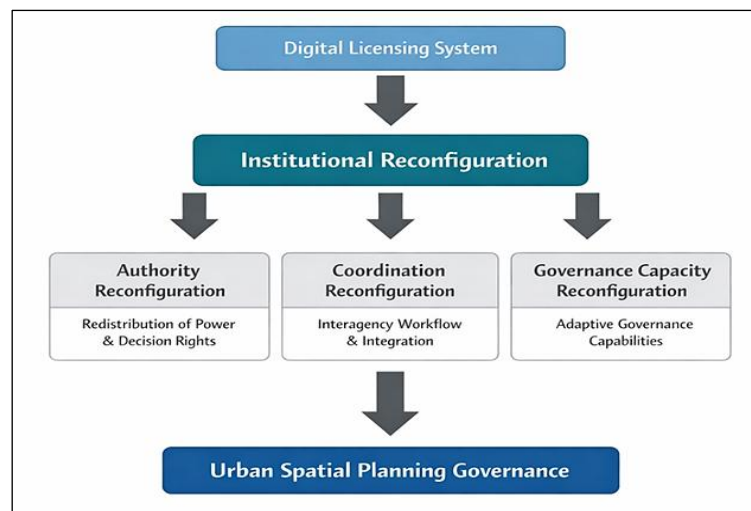 Digital Licensing System
Institutional Reconfiguration
Authority
Reconfiguration
Redistribution of Power
& Decision Rights
Coordination
Reconfiguration
Interagency Workflow
& Integration
Governance Capacity
Reconfiguration
Adaptive Governance
Capabilities
Urban Spatial Planning Governance